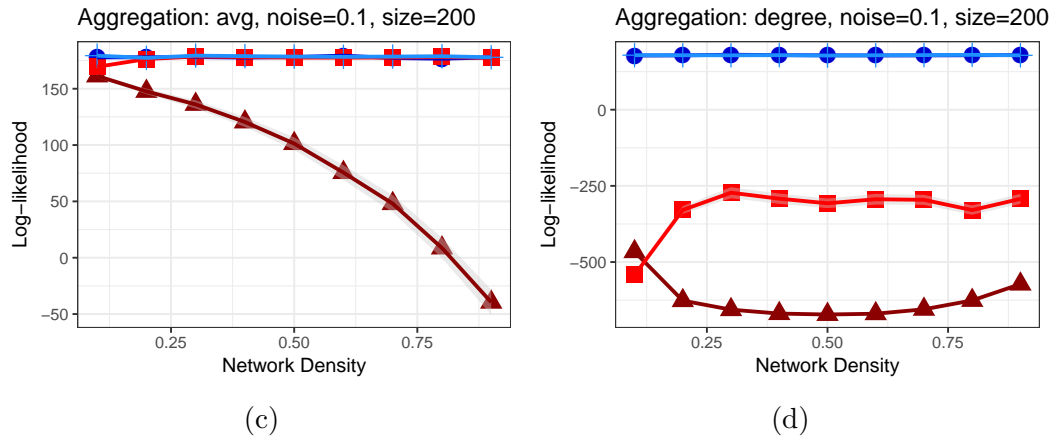 Aggregation: avg, noise=0.1, size=200
Log−likelihood
150
100
50
0
−50
0.25
0.50
0.75
Network Density
(c)
Aggregation: degree, noise=0.1, size=200
Log−likelihood
0
−250
−500
0.25
0.50
0.75
Network Density
(d)